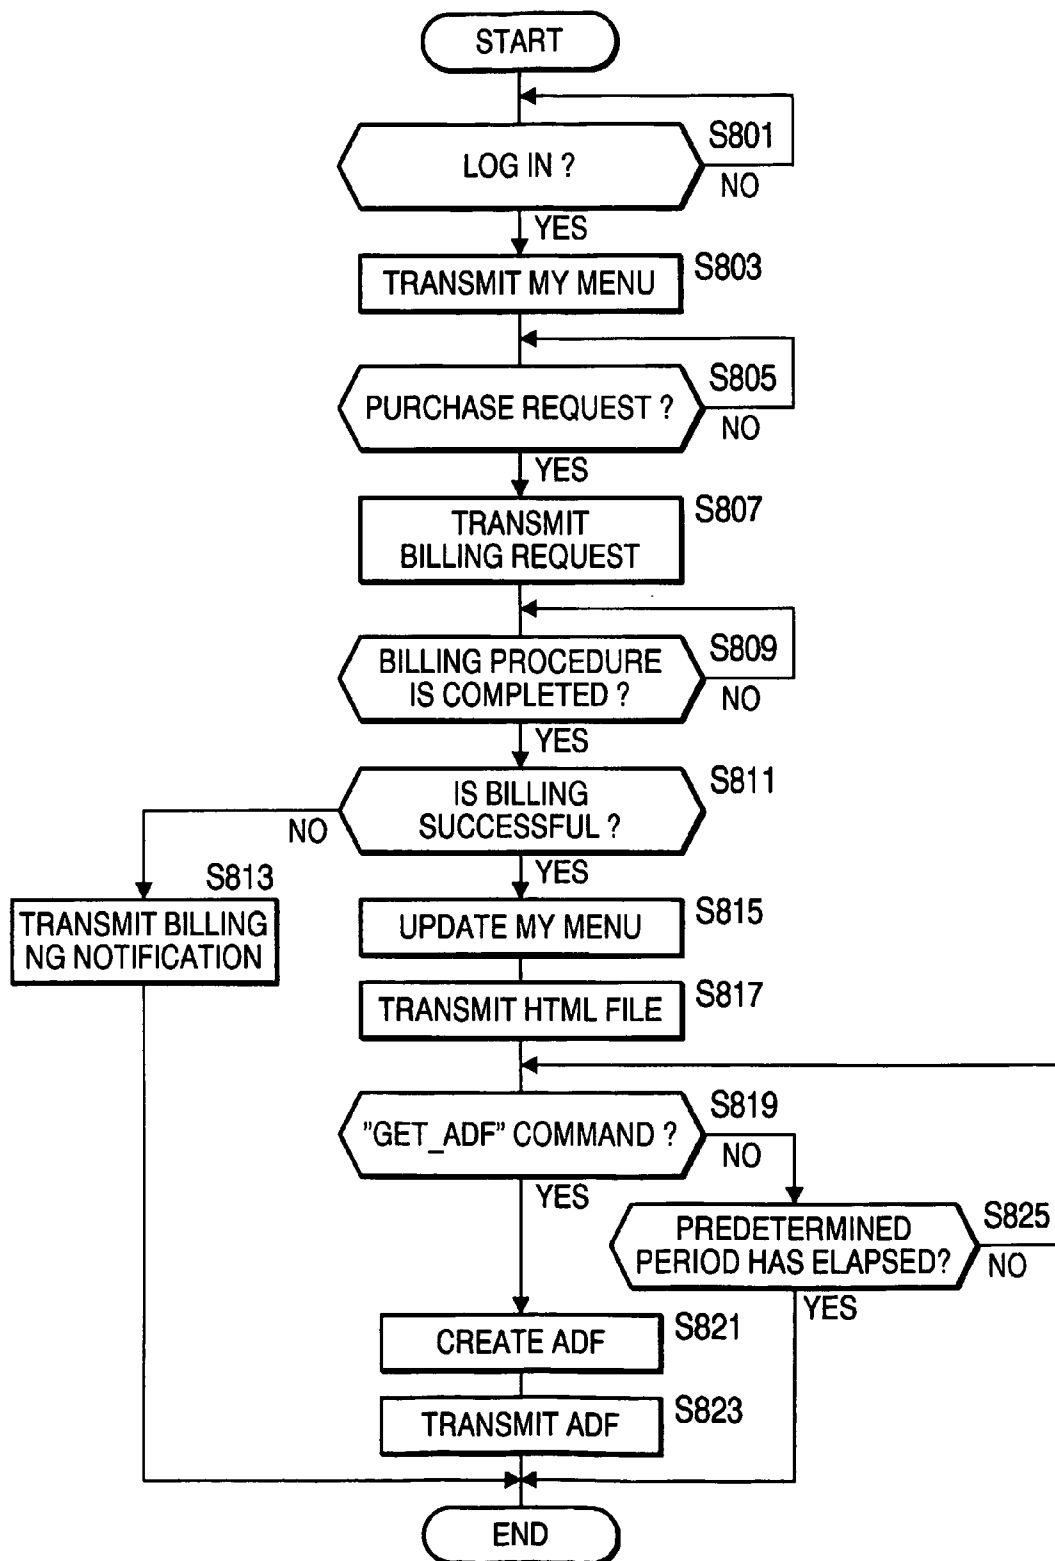 START
S801
LOG IN ?
NO
YES
S803
TRANSMIT MY MENU
S805
PURCHASE REQUEST ?
NO
YES
S807
TRANSMIT
BILLING REQUEST
S809
BILLING PROCEDURE
IS COMPLETED ?
NO
YES
S811
IS BILLING
SUCCESSFUL ?
NO
YES
S813
TRANSMIT BILLING
NG NOTIFICATION
S815
UPDATE MY MENU
S817
TRANSMIT HTML FILE
S819
"GET_ADF" COMMAND ?
NO
YES
S825
PREDETERMINED
PERIOD HAS ELAPSED?
NO
YES
S821
CREATE ADF
S823
TRANSMIT ADF
END